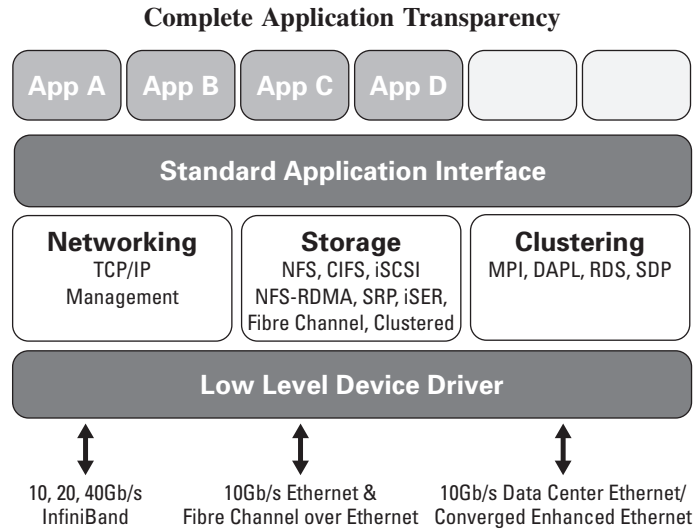 Complete Application Transparency
App A App B App C App D
Standard Application Interface
Networking
TCP/IP
Management
Storage
NFS, CIFS, iSCSI
NFS-RDMA, SRP, iSER,
Fibre Channel, Clustered
Clustering
MPI, DAPL, RDS, SDP
Low Level Device Driver
10, 20, 40Gb/s
InfiniBand
10Gb/s Ethernet &
Fibre Channel over Ethernet
10Gb/s Data Center Ethernet/
Converged Enhanced Ethernet